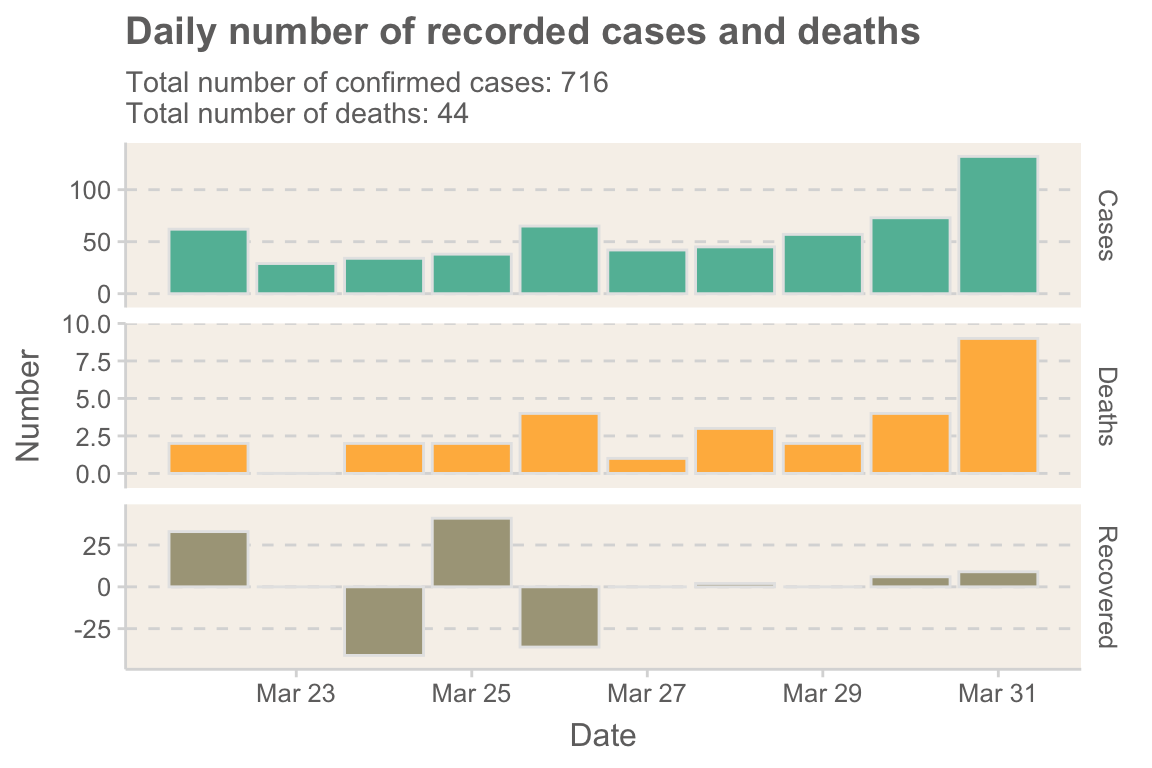 Daily number of recorded cases and deaths
Total number of confirmed cases: 716
Total number of deaths: 44
100
50
0
Cases
10.0
7.5
5.0
2.5
0.0
Deaths
Number
25
0
-25
Recovered
Mar 23 Mar 25 Mar 27 Mar 29 Mar 31
Date